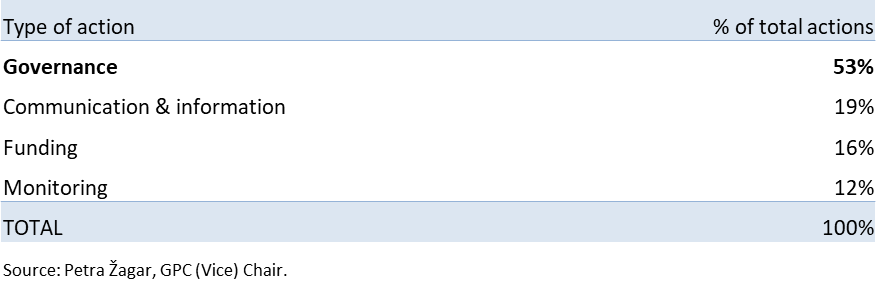 Type of action % of total actions
Governance 53%
Communication & information 19%
Funding 16%
Monitoring 12%
TOTAL 100%
Source: Petra Žagar, GPC (Vice) Chair.